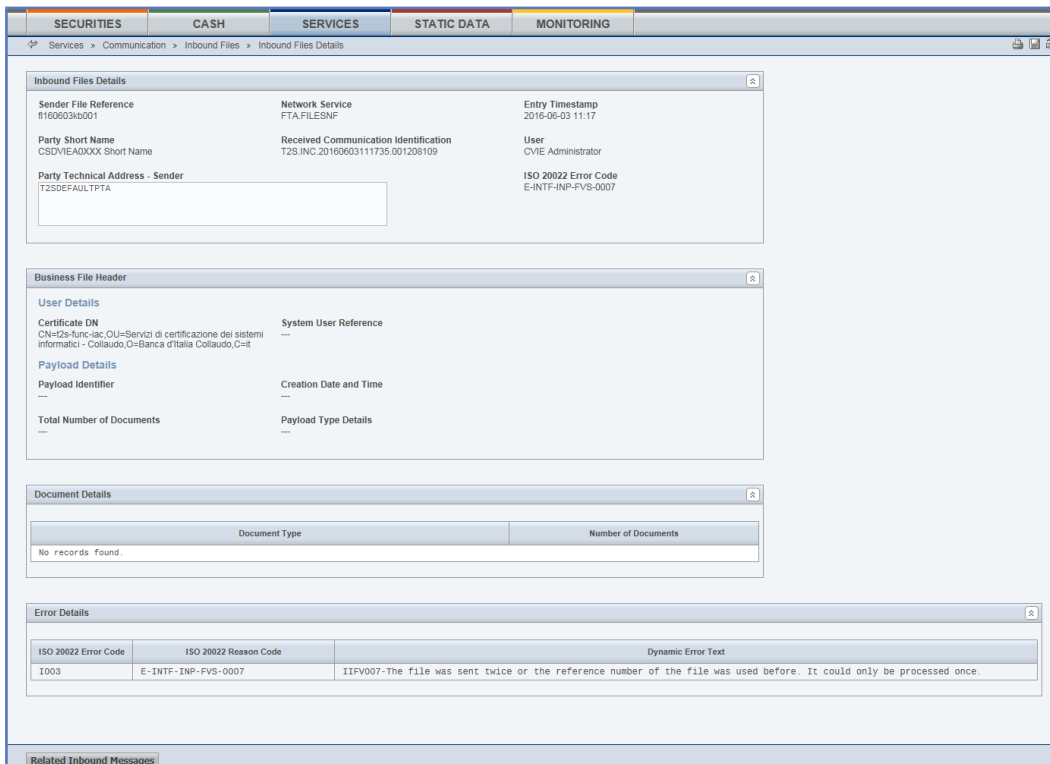 SECURITIES CASH SERVICES STATIC DATA MONITORING
Services » Communication » Inbound Files » Inbound Files Details
Inbound Files Details
Sender File Reference Network Service Entry Timestamp
fl160603kb001 FTA.FILESNF 2016-06-03 11:17
Party Short Name Received Communication Identification User
CSDVIEA0XXX Short Name T2S.INC.20160603111735.001208109 CVIE Administrator
Party Technical Address - Sender ISO 20022 Error Code
T2SDEFAULTPTA E-INTF-INP-FVS-0007
Business File Header
User Details
Certificate DN System User Reference
CN=t2s-func-iac,OU=Servizi di certificazione dei sistemi ---
informatici - Collaudo,O=Banca d'Italia Collaudo,C=it
Payload Details
Payload Identifier Creation Date and Time
--- ---
Total Number of Documents Payload Type Details
--- ---
Document Details
Document Type Number of Documents
No records found.
Error Details
ISO 20022 Error Code ISO 20022 Reason Code Dynamic Error Text
I003 E-INTF-INP-FVS-0007 IIFV007-The file was sent twice or the reference number of the file was used before. It could only be processed once.
Related Inbound Messages